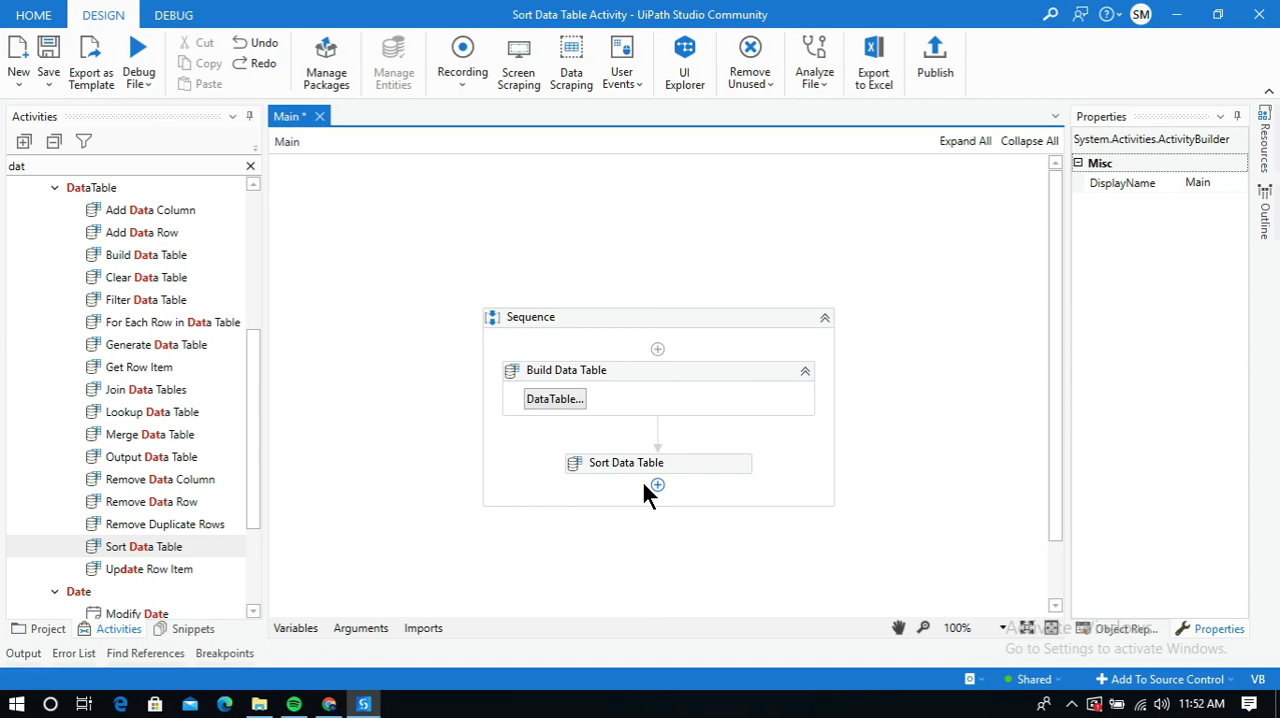 HOME DESIGN DEBUG Sort Data Table Activity - UiPath Studio Community SM
New Save Export as Template Debug File Cut Copy Paste Undo Redo Manage Packages Manage Entities Recording Screen Scraping Data Scraping User Events UI Explorer Remove Unused Analyze File Export to Excel Publish
Activities
dat
DataTable
Add Data Column
Add Data Row
Build Data Table
Clear Data Table
Filter Data Table
For Each Row in Data Table
Generate Data Table
Get Row Item
Join Data Tables
Lookup Data Table
Merge Data Table
Output Data Table
Remove Data Column
Remove Data Row
Remove Duplicate Rows
Sort Data Table
Update Row Item
Date
Modify Date
Project Activities Snippets
Main *
Main Expand All Collapse All
Sequence
Build Data Table
DataTable...
Sort Data Table
Variables Arguments Imports 100%
Properties
System.Activities.ActivityBuilder
Misc
DisplayName Main
Resources
Outline
Object Rep... Properties
Activate Windows
Go to Settings to activate Windows.
Output Error List Find References Breakpoints
Shared Add To Source Control VB
11:52 AM